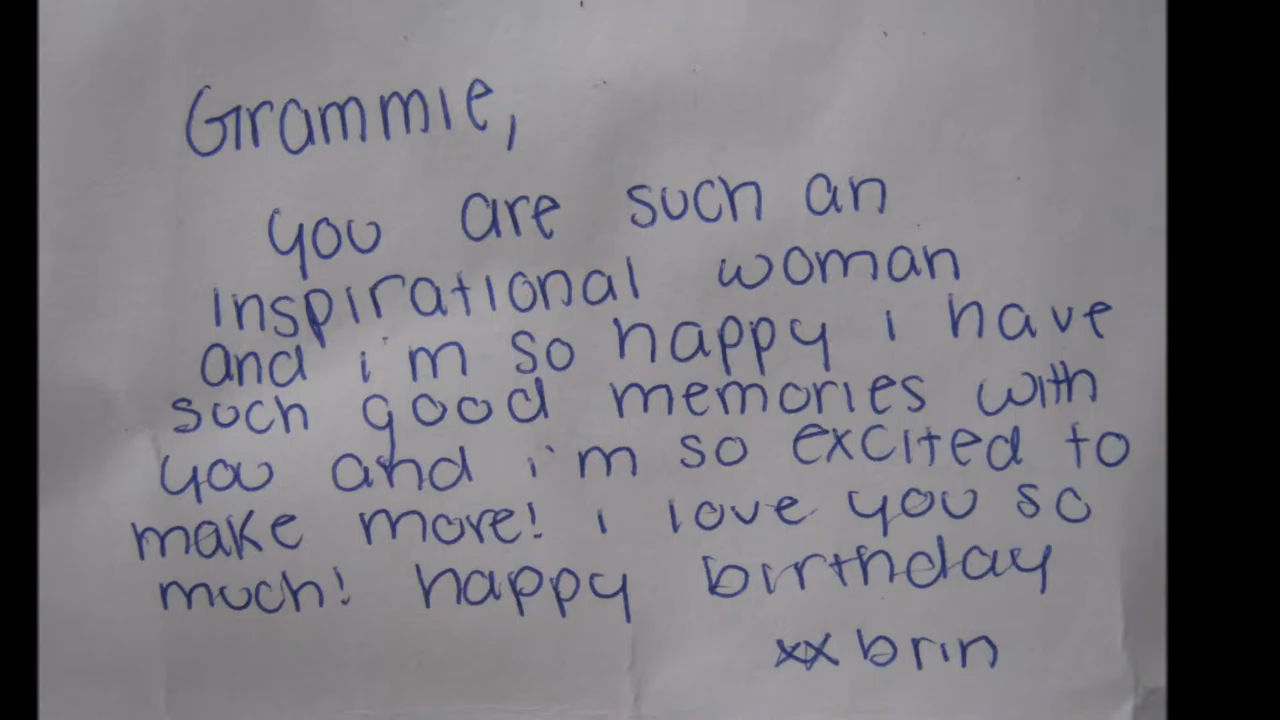 Grammie,
you are such an
inspirational woman
and i'm so happy i have
such good memories with
you and i'm so excited to
make more! i love you so
much! happy birthday
xx brin